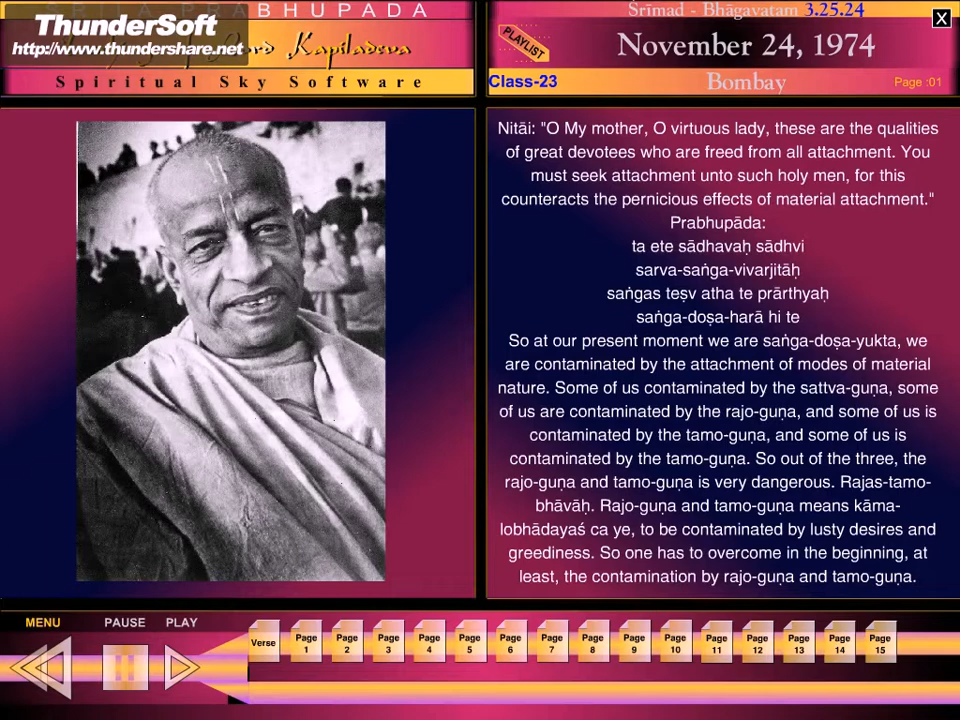 ILA PRABHUPADA
ThunderSoft
http://www.thundershare.net
rd Kapiladeva
Spiritual Sky Software
Śrīmad - Bhāgavatam 3.25.24
X
PLAYLIST
November 24, 1974
Class-23
Bombay
Page :01
Nitāi: "O My mother, O virtuous lady, these are the qualities
of great devotees who are freed from all attachment. You
must seek attachment unto such holy men, for this
counteracts the pernicious effects of material attachment."
Prabhupāda:
ta ete sādhavaḥ sādhvi
sarva-saṅga-vivarjitāḥ
saṅgas teṣv atha te prārthyaḥ
saṅga-doṣa-harā hi te
So at our present moment we are saṅga-doṣa-yukta, we
are contaminated by the attachment of modes of material
nature. Some of us contaminated by the sattva-guṇa, some
of us are contaminated by the rajo-guṇa, and some of us is
contaminated by the tamo-guṇa, and some of us is
contaminated by the tamo-guṇa. So out of the three, the
rajo-guṇa and tamo-guṇa is very dangerous. Rajas-tamo-
bhāvāḥ. Rajo-guṇa and tamo-guṇa means kāma-
lobhādayaś ca ye, to be contaminated by lusty desires and
greediness. So one has to overcome in the beginning, at
least, the contamination by rajo-guṇa and tamo-guṇa.
MENU PAUSE PLAY
Verse
Page 1
Page 2
Page 3
Page 4
Page 5
Page 6
Page 7
Page 8
Page 9
Page 10
Page 11
Page 12
Page 13
Page 14
Page 15